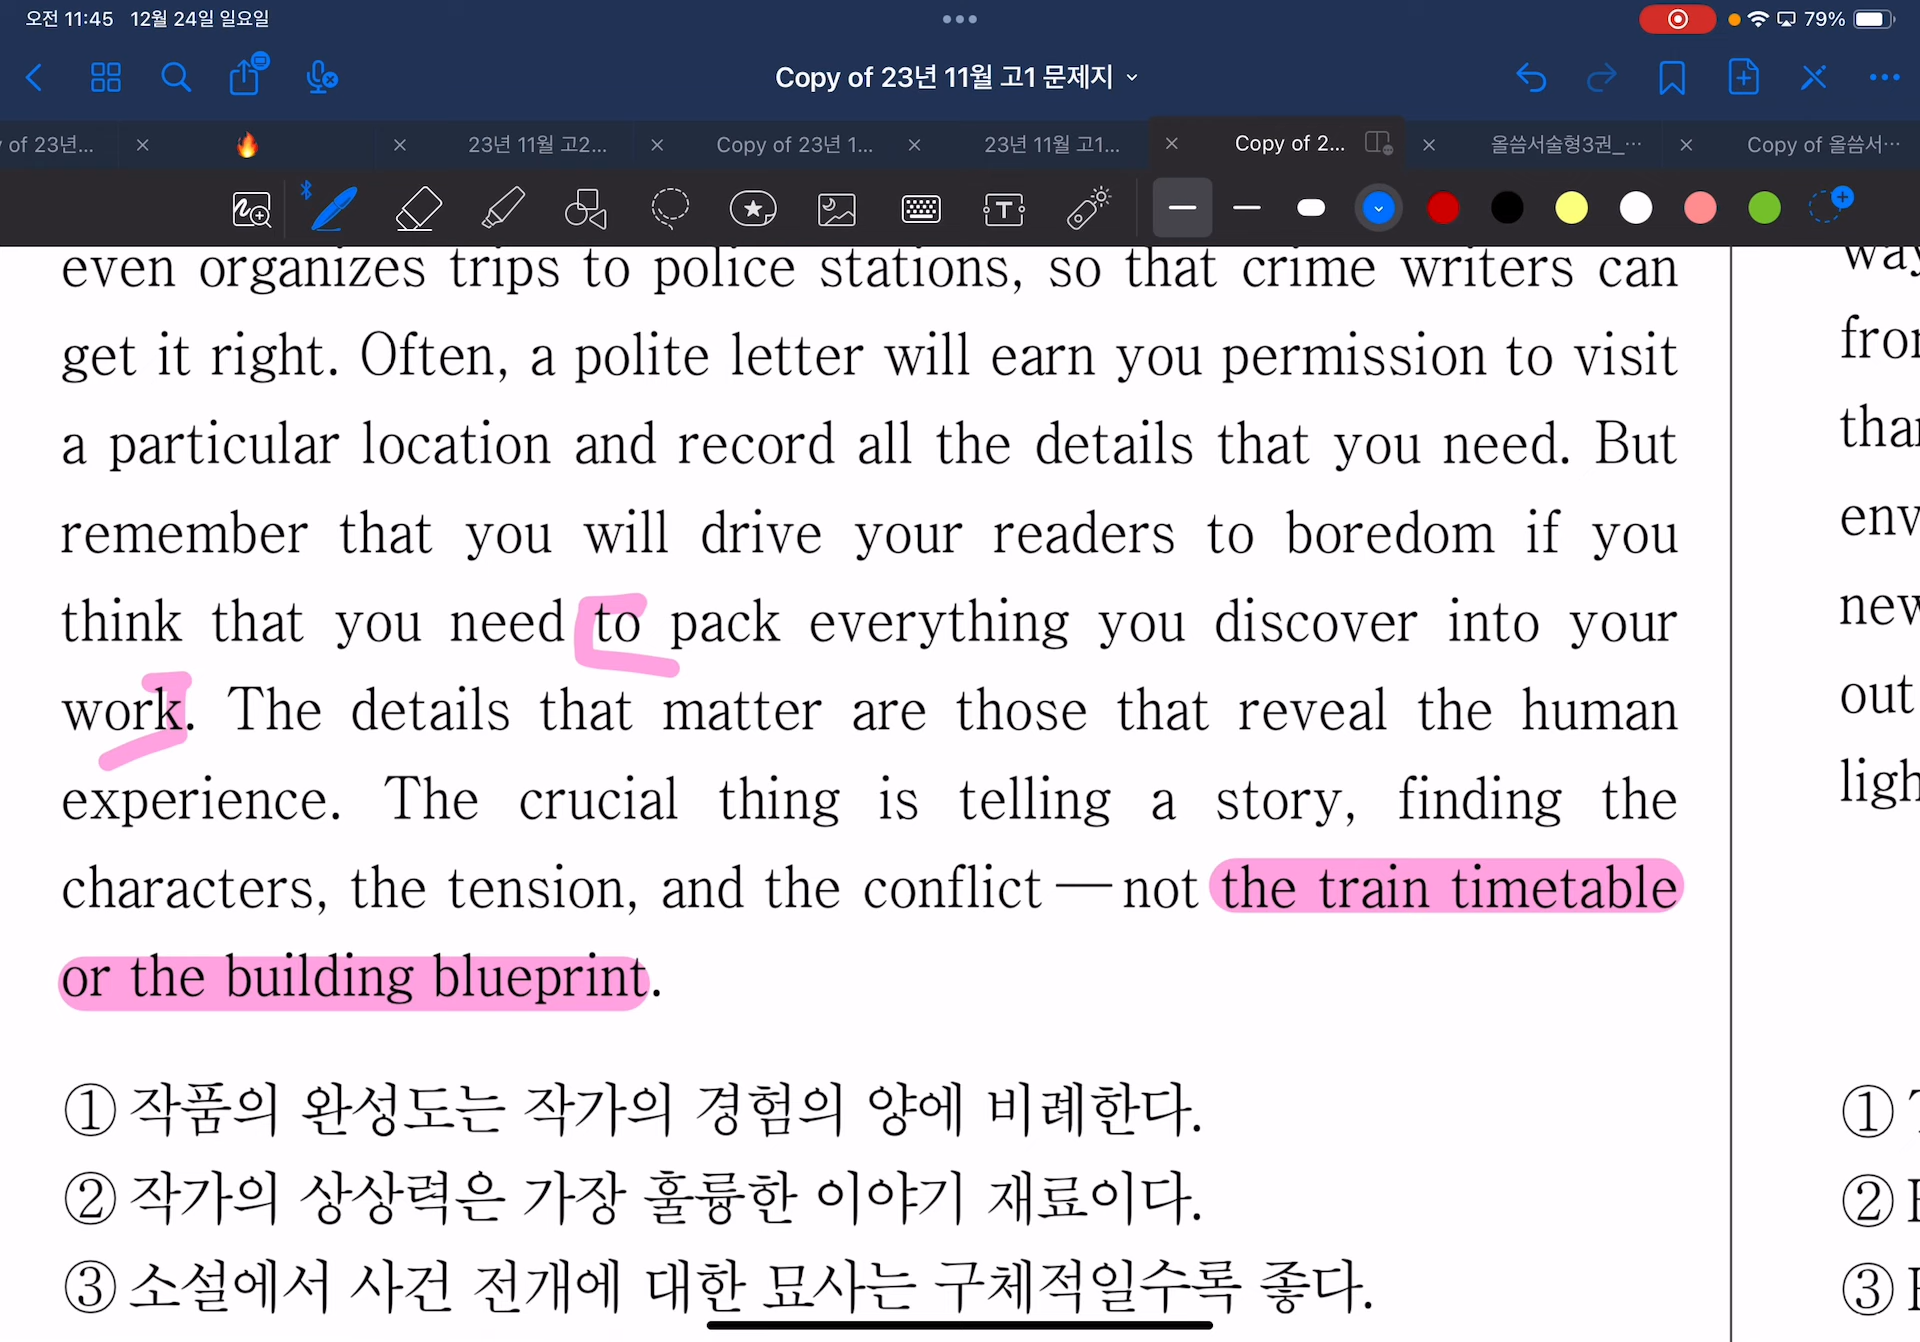 오전 11:45 12월 24일 일요일
79%
Copy of 23년 11월 고1 문제지
of 23년...
23년 11월 고2...
Copy of 23년 1...
23년 11월 고1...
Copy of 2...
올씀서술형3권_...
Copy of 올씀서...
even organizes trips to police stations, so that crime writers can
get it right. Often, a polite letter will earn you permission to visit
a particular location and record all the details that you need. But
remember that you will drive your readers to boredom if you
think that you need to pack everything you discover into your
work. The details that matter are those that reveal the human
experience. The crucial thing is telling a story, finding the
characters, the tension, and the conflict — not the train timetable
or the building blueprint.
① 작품의 완성도는 작가의 경험의 양에 비례한다.
② 작가의 상상력은 가장 훌륭한 이야기 재료이다.
③ 소설에서 사건 전개에 대한 묘사는 구체적일수록 좋다.
way
env
new
out
ligh
①
②
③